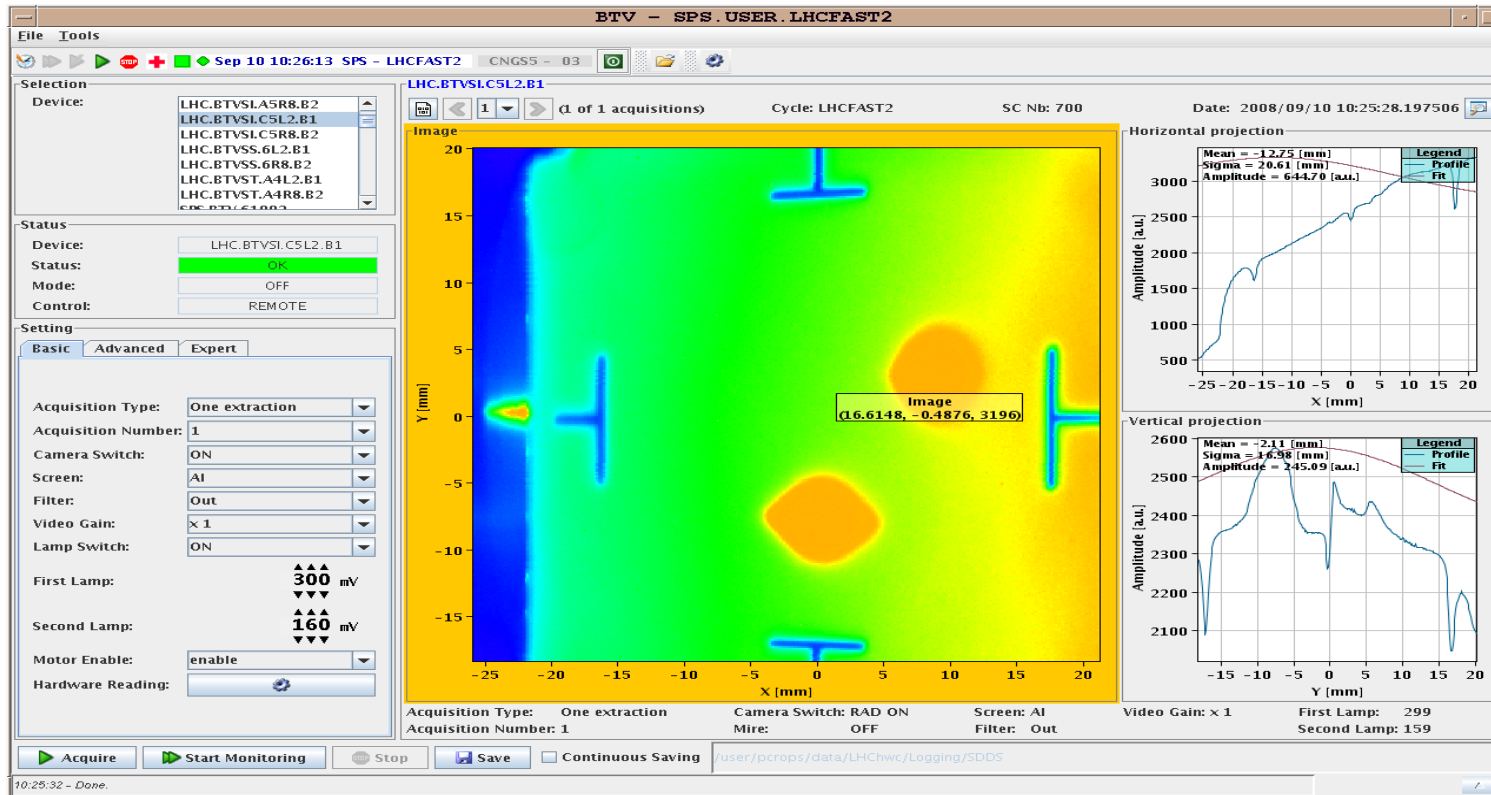 BTV - SPS.USER.LHCFAST2
File Tools
STOP Sep 10 10:26:13 SPS - LHCFAST2 CNGS5 - 03
Selection
Device:
LHC.BTVSI.A5R8.B2
LHC.BTVSI.C5L2.B1
LHC.BTVSI.C5R8.B2
LHC.BTVSS.6L2.B1
LHC.BTVSS.6R8.B2
LHC.BTVST.A4L2.B1
LHC.BTVST.A4R8.B2
Status
Device: LHC.BTVSI.C5L2.B1
Status: OK
Mode: OFF
Control: REMOTE
Setting
Basic Advanced Expert
Acquisition Type: One extraction
Acquisition Number: 1
Camera Switch: ON
Screen: Al
Filter: Out
Video Gain: x 1
Lamp Switch: ON
First Lamp: 300 mV
Second Lamp: 160 mV
Motor Enable: enable
Hardware Reading:
LHC.BTVSI.C5L2.B1
1 (1 of 1 acquisitions) Cycle: LHCFAST2 SC Nb: 700 Date: 2008/09/10 10:25:28.197506
Image
20
15
10
5
0
-5
-10
-15
Y [mm]
Image
(16.6148, -0.4876, 3196)
-25 -20 -15 -10 -5 0 5 10 15 20
X [mm]
Horizontal projection
Mean = -12.75 [mm]
Sigma = 20.61 [mm]
Amplitude = 644.70 [a.u.]
Legend
Profile
Fit
3000
2500
2000
1500
1000
500
Amplitude [a.u.]
-25 -20 -15 -10 -5 0 5 10 15 20
X [mm]
Vertical projection
Mean = -2.11 [mm]
Sigma = 16.98 [mm]
Amplitude = 245.09 [a.u.]
Legend
Profile
Fit
2600
2500
2400
2300
2200
2100
Amplitude [a.u.]
-15 -10 -5 0 5 10 15 20
Y [mm]
Acquisition Type: One extraction Camera Switch: RAD ON Screen: Al Video Gain: x 1 First Lamp: 299
Acquisition Number: 1 Mire: OFF Filter: Out Second Lamp: 159
Acquire Start Monitoring Stop Save Continuous Saving /user/pcrops/data/LHChwc/Logging/SDDS
10:25:32 - Done.